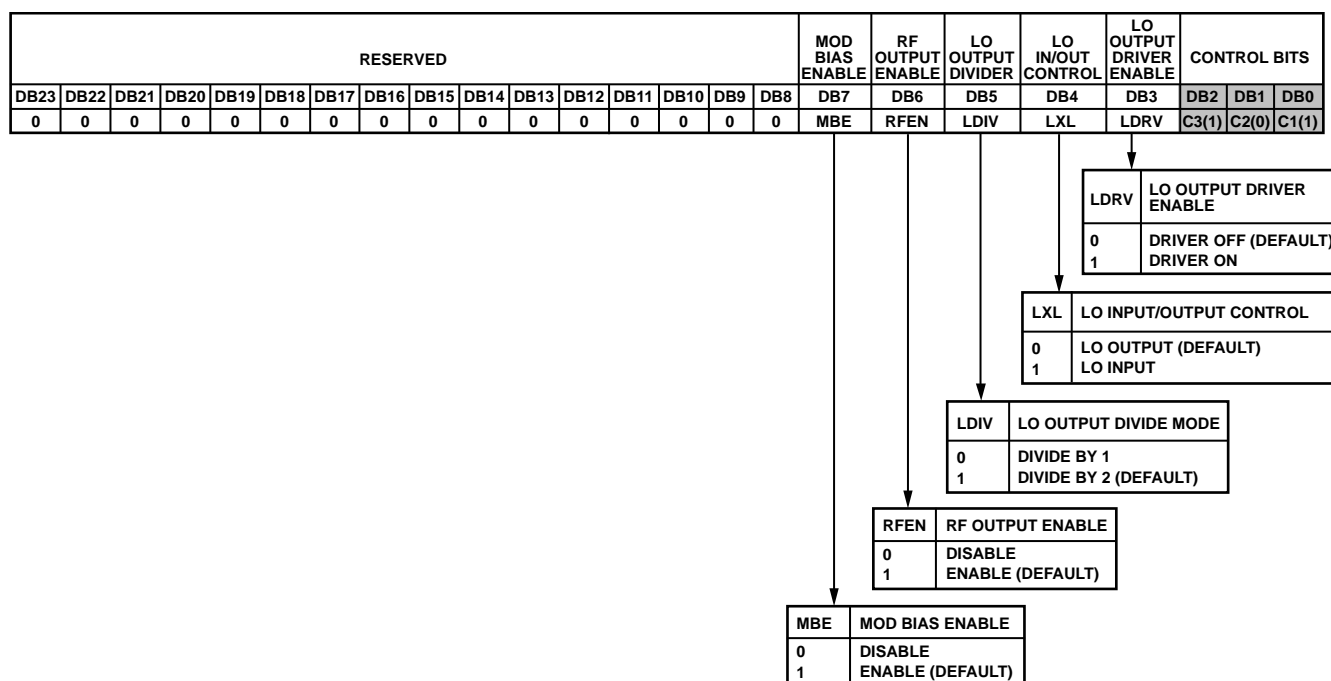 RESERVED
MOD BIAS ENABLE
RF OUTPUT ENABLE
LO OUTPUT DIVIDER
LO IN/OUT CONTROL
LO OUTPUT DRIVER ENABLE
CONTROL BITS
DB23 DB22 DB21 DB20 DB19 DB18 DB17 DB16 DB15 DB14 DB13 DB12 DB11 DB10 DB9 DB8 DB7 DB6 DB5 DB4 DB3 DB2 DB1 DB0
0 0 0 0 0 0 0 0 0 0 0 0 0 0 0 0 MBE RFEN LDIV LXL LDRV C3(1) C2(0) C1(1)
LDRV LO OUTPUT DRIVER
ENABLE
0 DRIVER OFF (DEFAULT)
1 DRIVER ON
LXL LO INPUT/OUTPUT CONTROL
0 LO OUTPUT (DEFAULT)
1 LO INPUT
LDIV LO OUTPUT DIVIDE MODE
0 DIVIDE BY 1
1 DIVIDE BY 2 (DEFAULT)
RFEN RF OUTPUT ENABLE
0 DISABLE
1 ENABLE (DEFAULT)
MBE MOD BIAS ENABLE
0 DISABLE
1 ENABLE (DEFAULT)